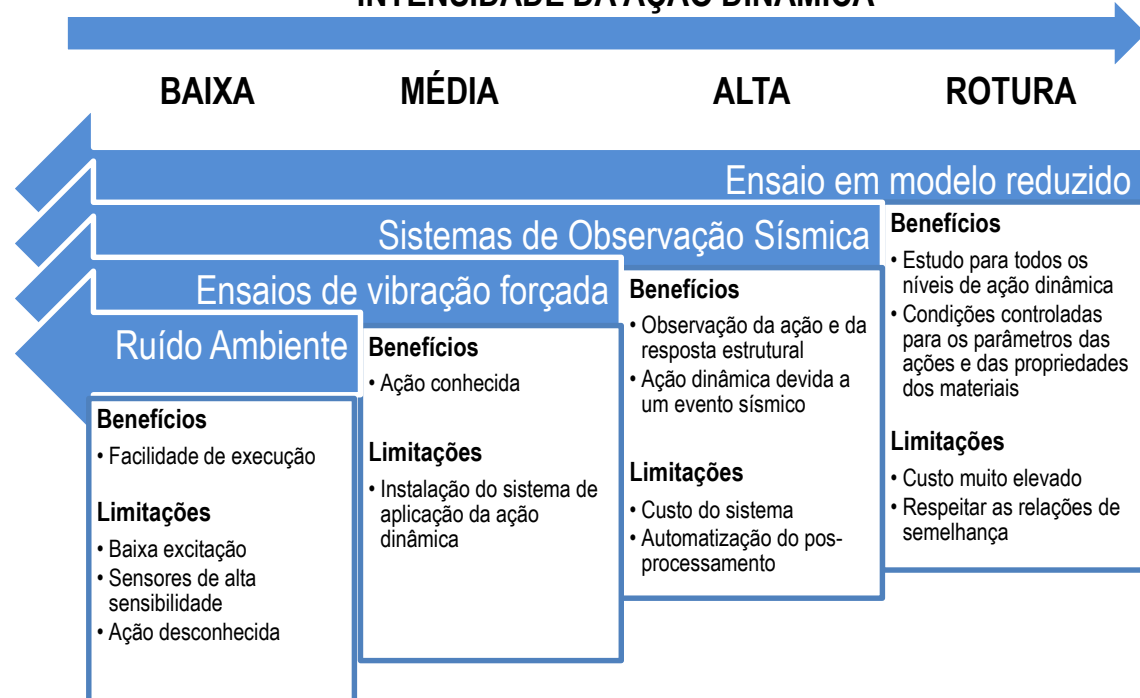 INTENSIDADE DA AÇÃO DINÂMICA
BAIXA
MÉDIA
ALTA
ROTURA
Ensaio em modelo reduzido
Sistemas de Observação Sísmica
Ensaios de vibração forçada
Ruído Ambiente
Benefícios
• Facilidade de execução
Limitações
• Baixa excitação
• Sensores de alta
sensibilidade
• Ação desconhecida
Benefícios
• Ação conhecida
Limitações
• Instalação do sistema de
aplicação da ação
dinâmica
Benefícios
• Observação da ação e da
resposta estrutural
• Ação dinâmica devida a
um evento sísmico
Limitações
• Custo do sistema
• Automatização do pos-
processamento
Benefícios
• Estudo para todos os
níveis de ação dinâmica
• Condições controladas
para os parâmetros das
ações e das propriedades
dos materiais
Limitações
• Custo muito elevado
• Respeitar as relações de
semelhança